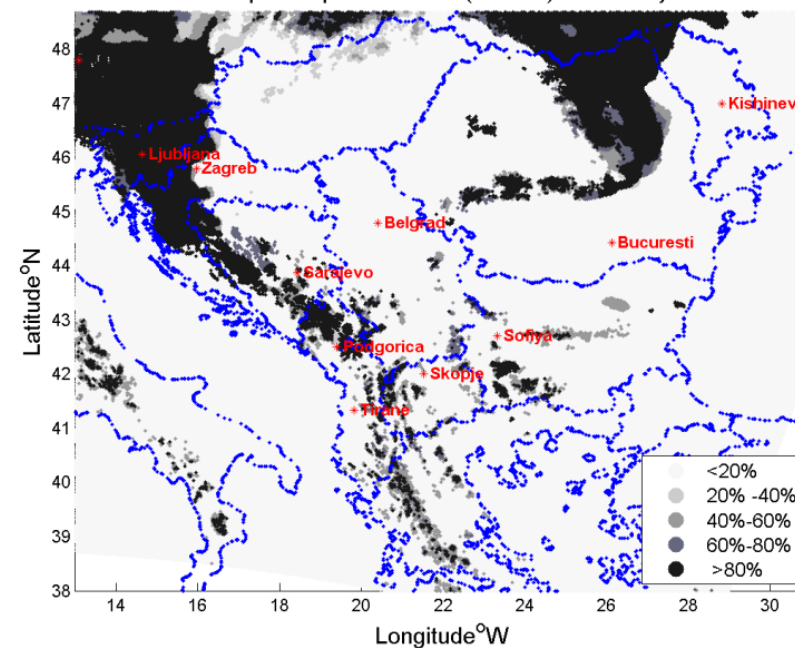 48
47
46
45
44
43
42
41
40
39
38
14
16
18
20
22
24
26
28
30
Latitude°N
Longitude°W
Kishinev
Ljubljana
Zagreb
Belgrad
Bucuresti
Sarajevo
Sofiya
Podgorica
Skopje
Tirane
<20%
20% -40%
40%-60%
60%-80%
>80%